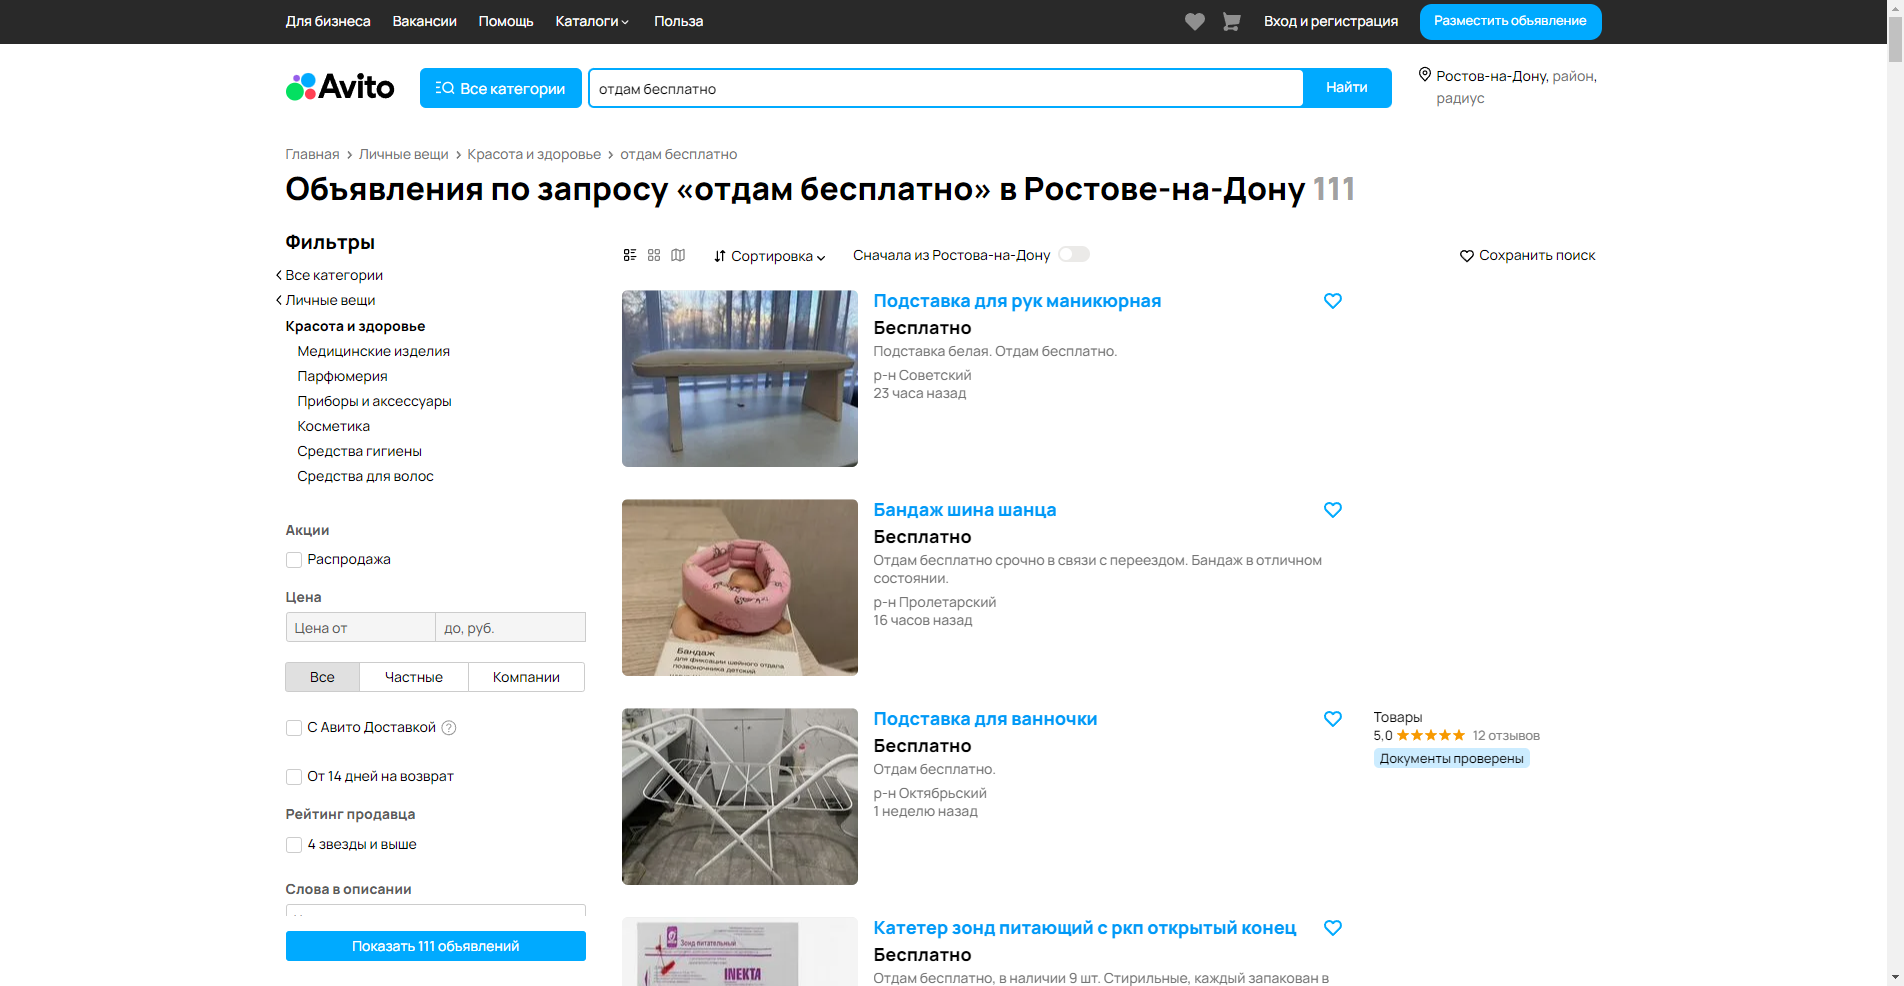 Для бизнеса Вакансии Помощь Каталоги Польза Вход и регистрация Разместить объявление
Avito Все категории отдам бесплатно Найти Ростов-на-Дону, район,
радиус
Главная Личные вещи Красота и здоровье отдам бесплатно
Объявления по запросу «отдам бесплатно» в Ростове-на-Дону 111
Фильтры
Все категории
Личные вещи
Красота и здоровье
Медицинские изделия
Парфюмерия
Приборы и аксессуары
Косметика
Средства гигиены
Средства для волос
Акции
Распродажа
Цена
Цена от до, руб.
Все Частные Компании
С Авито Доставкой ?
От 14 дней на возврат
Рейтинг продавца
4 звезды и выше
Слова в описании
Показать 111 объявлений
Сортировка Сначала из Ростова-на-Дону Сохранить поиск
Подставка для рук маникюрная
Бесплатно
Подставка белая. Отдам бесплатно.
р-н Советский
23 часа назад
Бандаж шина шанца
Бесплатно
Отдам бесплатно срочно в связи с переездом. Бандаж в отличном
состоянии.
р-н Пролетарский
16 часов назад
Бандаж
для фиксации шейного отдела
позвоночника детский
Подставка для ванночки
Бесплатно
Отдам бесплатно.
р-н Октябрьский
1 неделю назад
Товары
5,0 12 отзывов
Документы проверены
Катетер зонд питающий с ркп открытый конец
Бесплатно
Отдам бесплатно, в наличии 9 шт. Стирильные, каждый запакован в
Зонд питательный
INEKTA